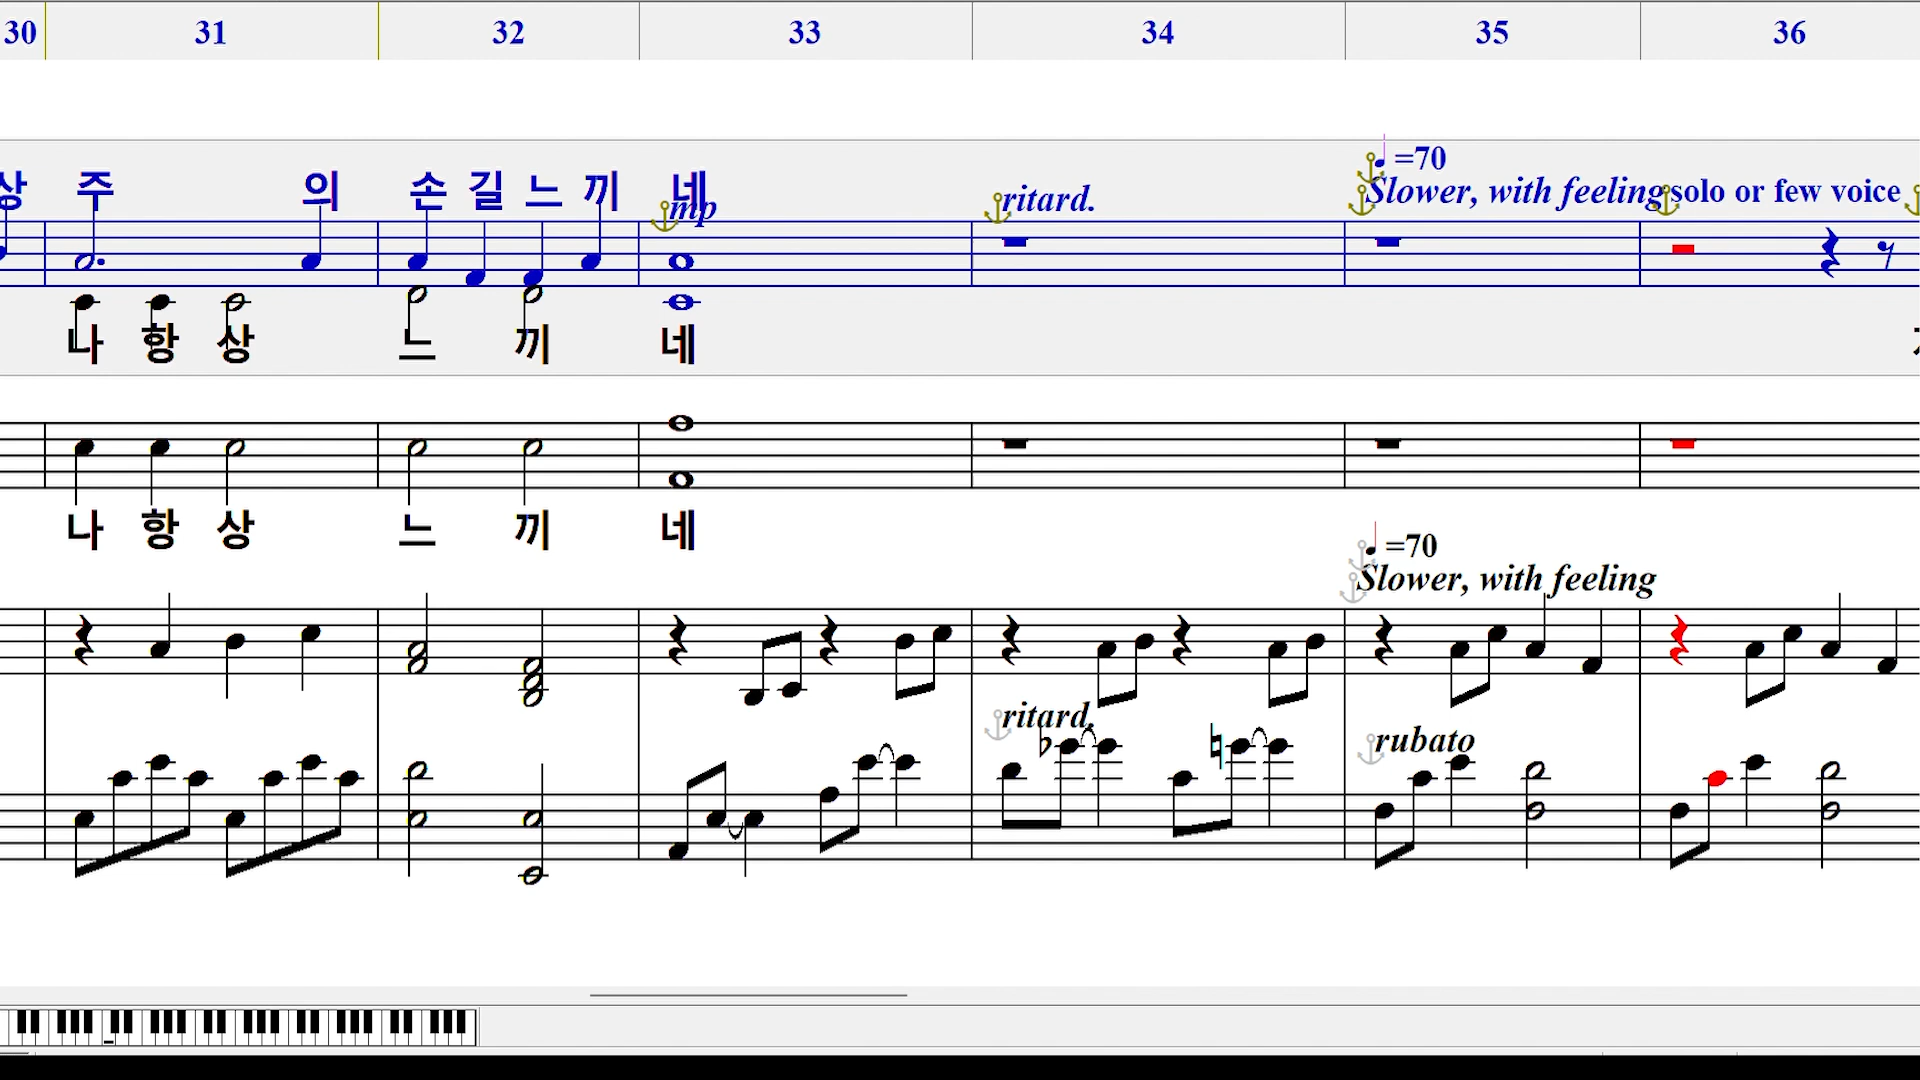 30 31 32 33 34 35 36
=70
상 주 의 손 길 느 끼 네 mp ritard. Slower, with feeling solo or few voice
나 항 상 느 끼 네
나 항 상 느 끼 네
=70
Slower, with feeling
ritard.
rubato